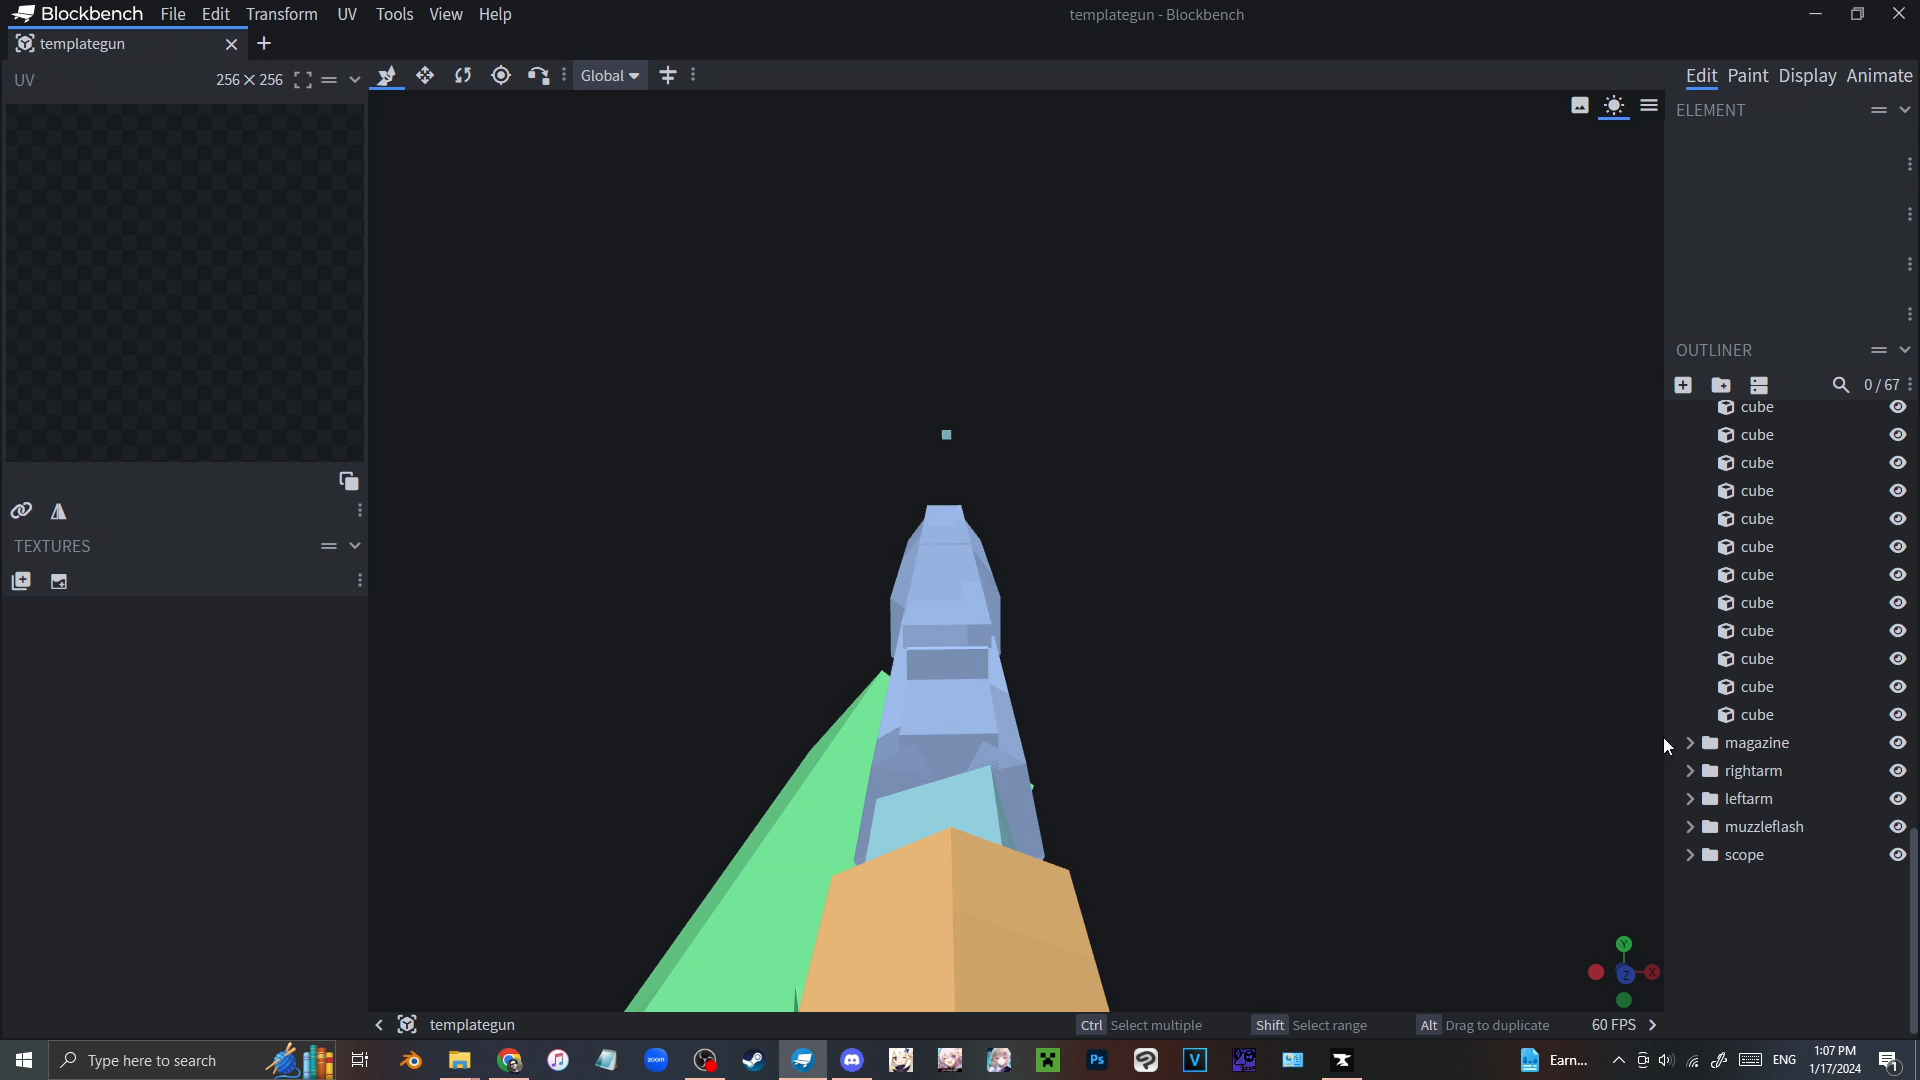 Blockbench File Edit Transform UV Tools View Help templategun - Blockbench
templategun
UV 256×256 Global Edit Paint Display Animate
ELEMENT
OUTLINER
0 / 67
cube
cube
cube
cube
cube
cube
cube
cube
cube
cube
cube
cube
magazine
rightarm
leftarm
muzzleflash
scope
TEXTURES
Y
Z X
templategun Ctrl Select multiple Shift Select range Alt Drag to duplicate 60 FPS
Type here to search zoom Ps V Earn... ENG 1:07 PM
1/17/2024 1